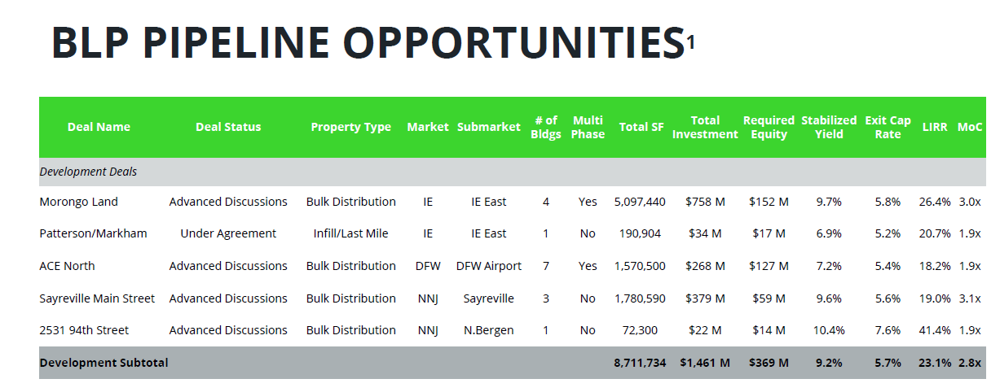 BLP PIPELINE OPPORTUNITIES1
Deal Name Deal Status Property Type Market Submarket # of Bldgs Multi Phase Total SF Total Investment Required Equity Stabilized Yield Exit Cap Rate LIRR MoC
Development Deals
Morongo Land Advanced Discussions Bulk Distribution IE IE East 4 Yes 5,097,440 $758 M $152 M 9.7% 5.8% 26.4% 3.0x
Patterson/Markham Under Agreement Infill/Last Mile IE IE East 1 No 190,904 $34 M $17 M 6.9% 5.2% 20.7% 1.9x
ACE North Advanced Discussions Bulk Distribution DFW DFW Airport 7 Yes 1,570,500 $268 M $127 M 7.2% 5.4% 18.2% 1.9x
Sayreville Main Street Advanced Discussions Bulk Distribution NNJ Sayreville 3 No 1,780,590 $379 M $59 M 9.6% 5.6% 19.0% 3.1x
2531 94th Street Advanced Discussions Bulk Distribution NNJ N.Bergen 1 No 72,300 $22 M $14 M 10.4% 7.6% 41.4% 1.9x
Development Subtotal 8,711,734 $1,461 M $369 M 9.2% 5.7% 23.1% 2.8x